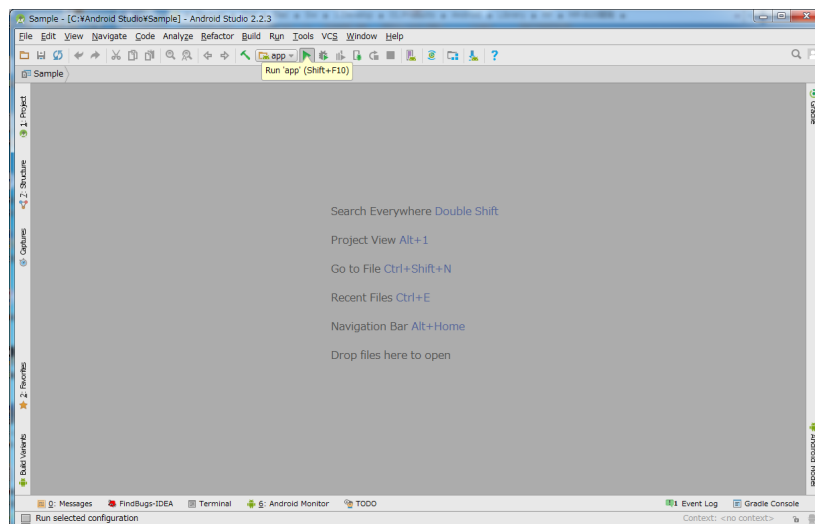 Sample - [C:¥Android Studio¥Sample] - Android Studio 2.2.3
File Edit View Navigate Code Analyze Refactor Build Run Tools VCS Window Help
app
Run 'app' (Shift+F10)
Sample
1: Project
Gradle
2: Structure
Captures
Search Everywhere Double Shift
Project View Alt+1
Go to File Ctrl+Shift+N
Recent Files Ctrl+E
Navigation Bar Alt+Home
Drop files here to open
2: Favorites
Build Variants
Android Model
0: Messages FindBugs-IDEA Terminal 6: Android Monitor TODO 1 Event Log Gradle Console
Run selected configuration Context: <no context>